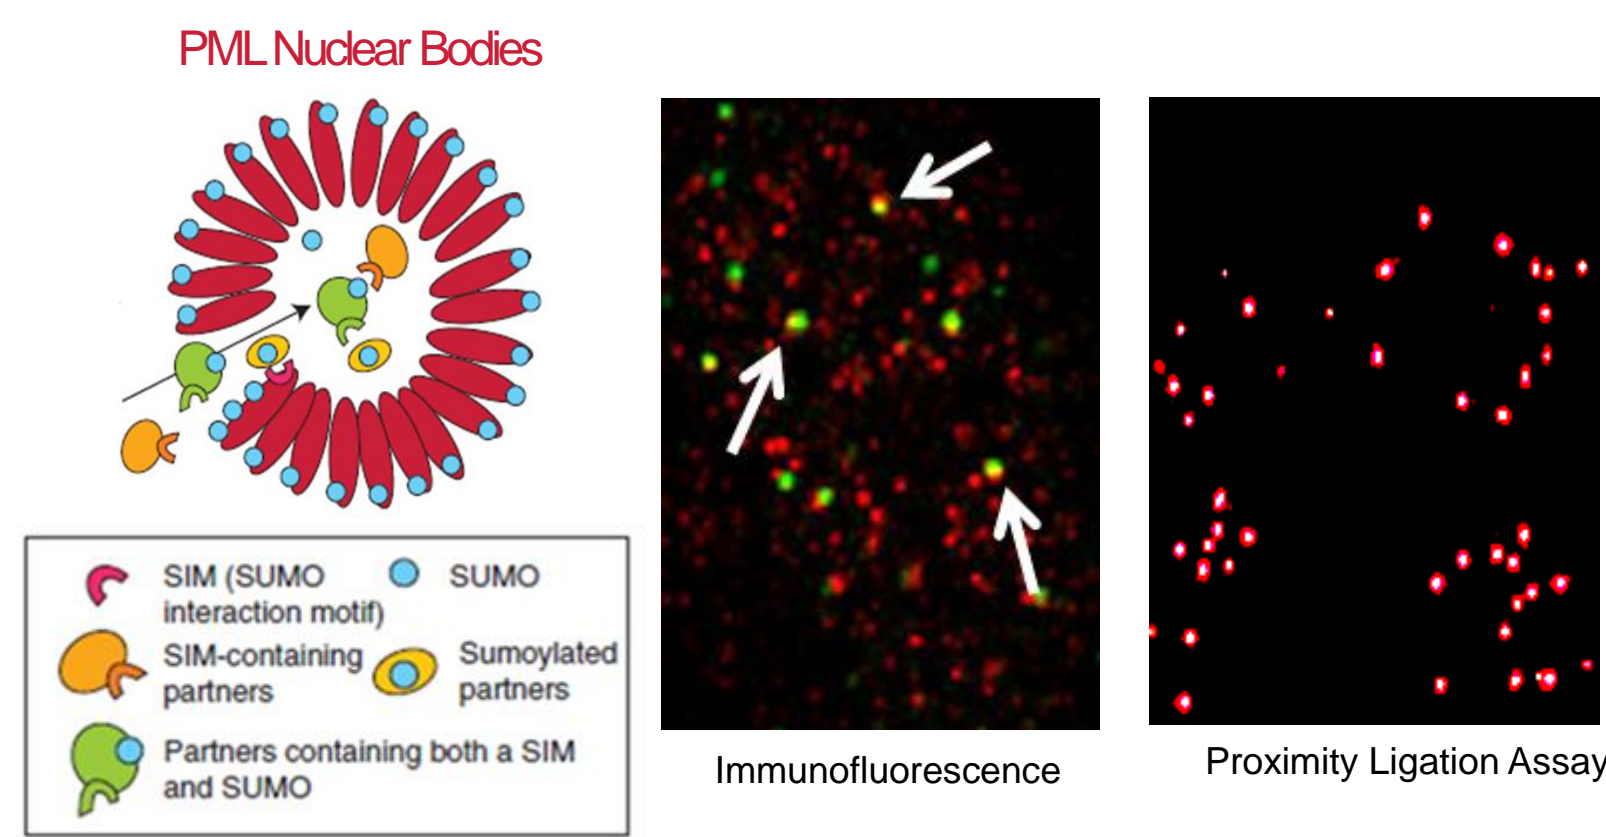 PML Nuclear Bodies
SIM (SUMO
interaction motif)
SUMO
SIM-containing
partners
Sumoylated
partners
Partners containing both a SIM
and SUMO
Immunofluorescence
Proximity Ligation Assay